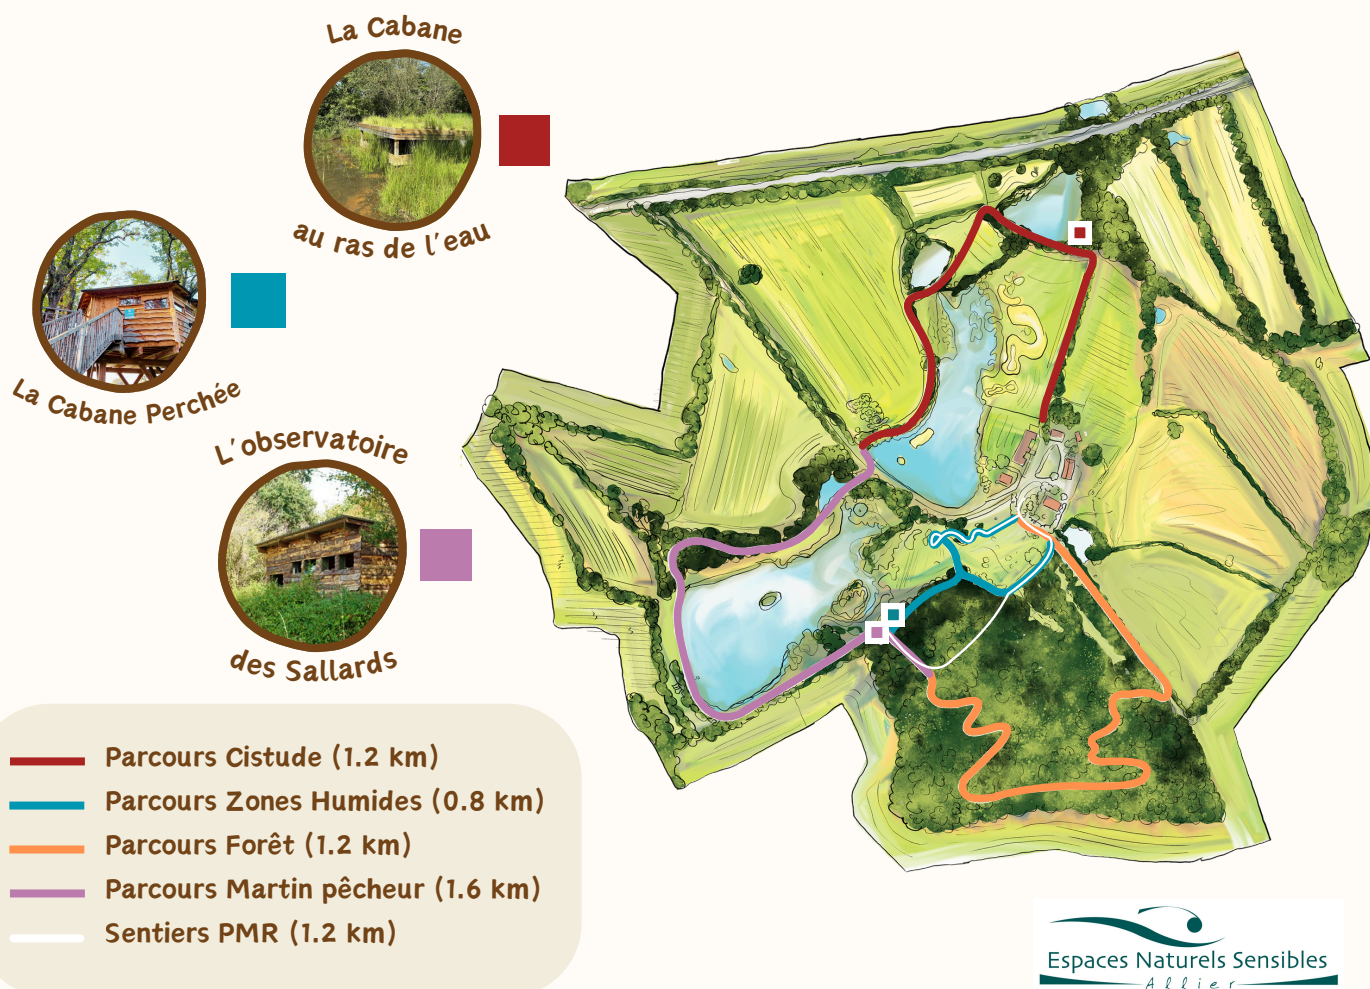 La Cabane
au ras de l'eau
La Cabane Perchée
L'observatoire
des Sallards
Parcours Cistude (1.2 km)
Parcours Zones Humides (0.8 km)
Parcours Forêt (1.2 km)
Parcours Martin pêcheur (1.6 km)
Sentiers PMR (1.2 km)
Espaces Naturels Sensibles
Allier